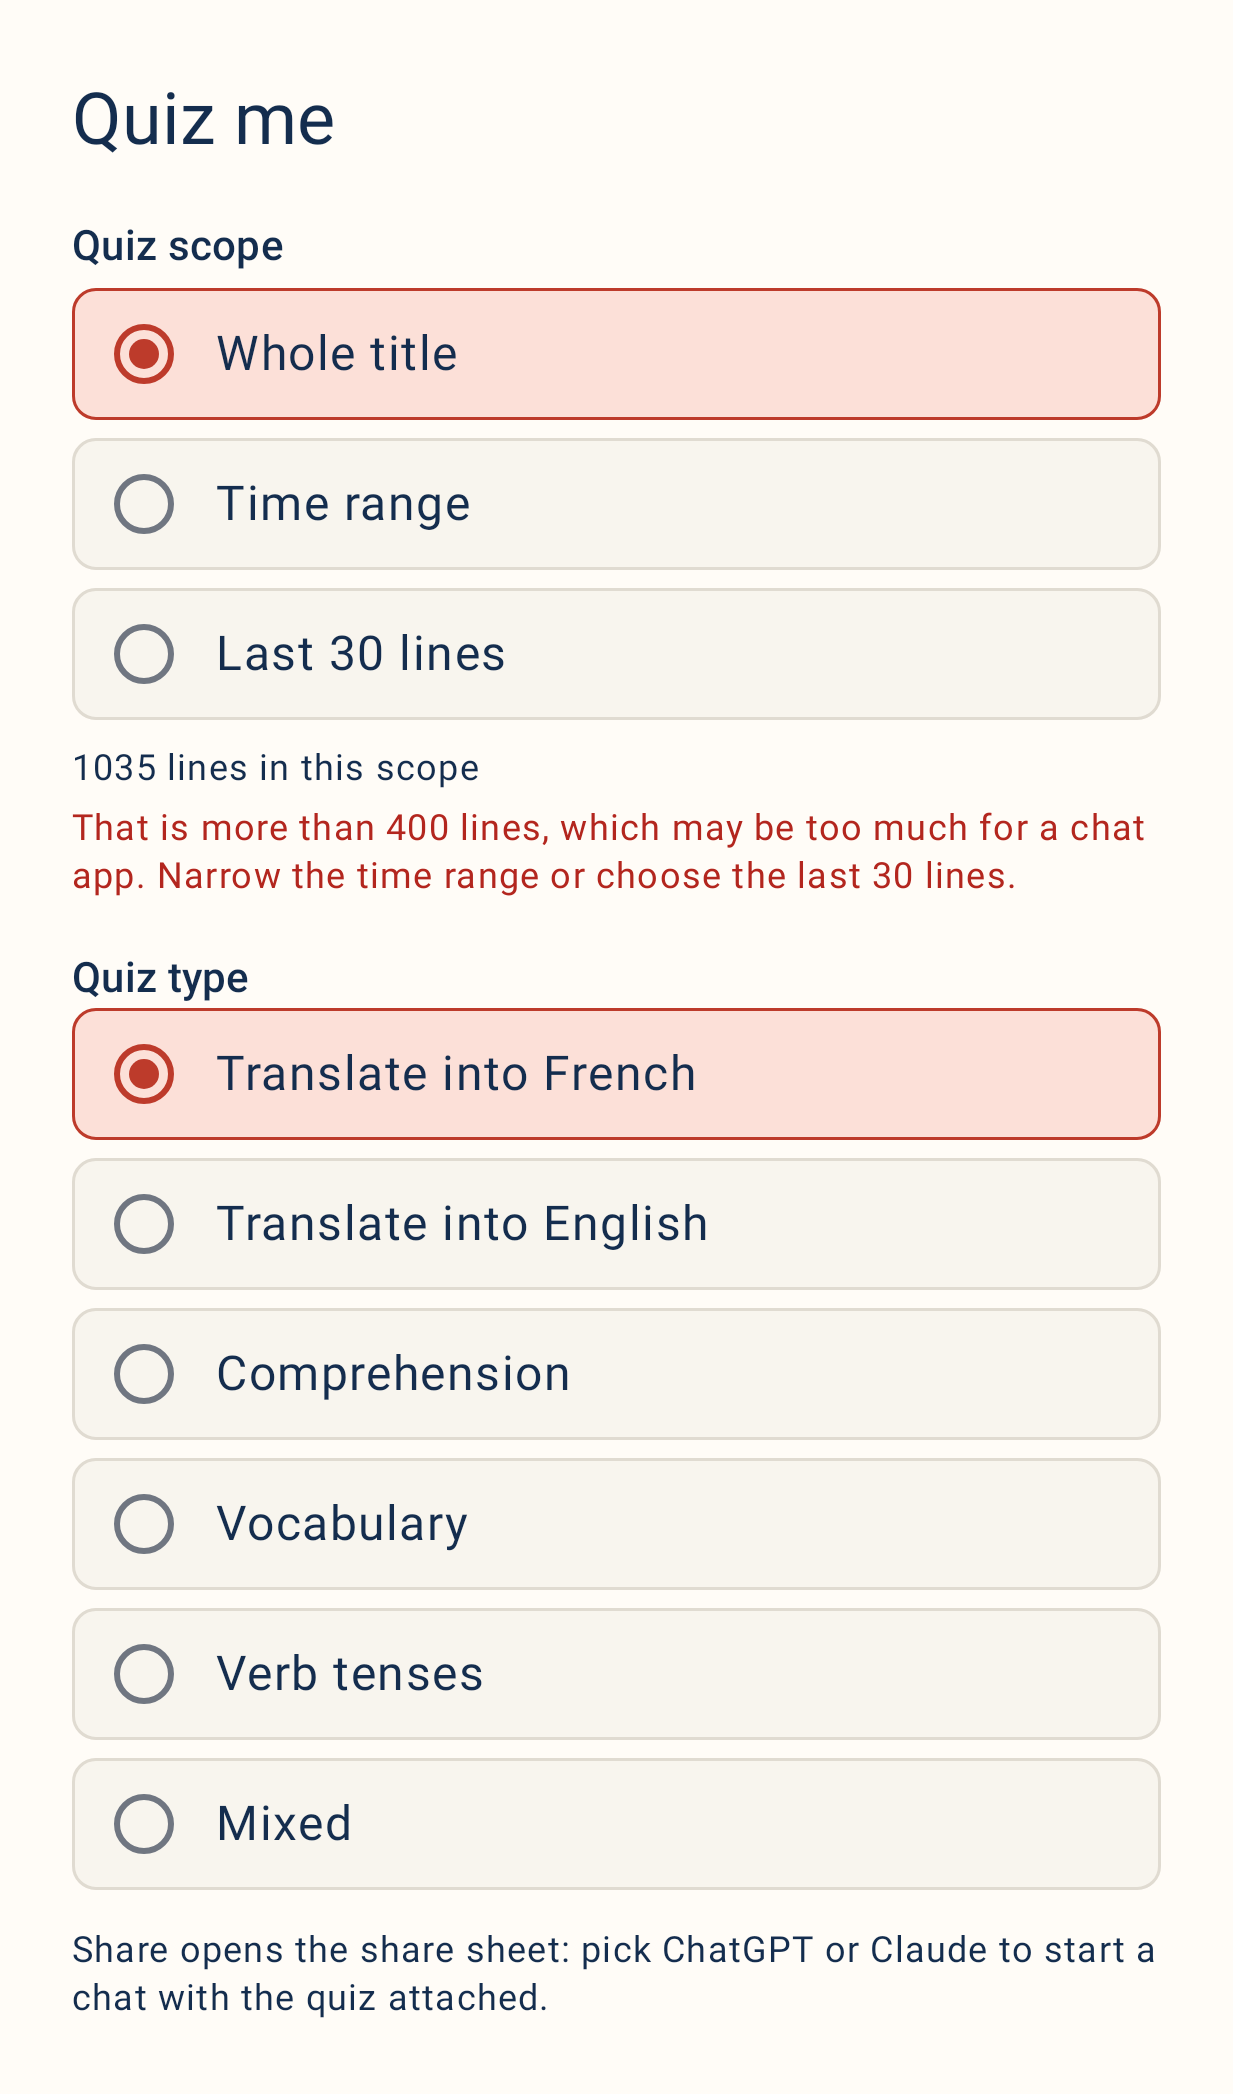 Quiz me
Quiz scope
Whole title
Time range
Last 30 lines
1035 lines in this scope
That is more than 400 lines, which may be too much for a chat
app. Narrow the time range or choose the last 30 lines.
Quiz type
Translate into French
Translate into English
Comprehension
Vocabulary
Verb tenses
Mixed
Share opens the share sheet: pick ChatGPT or Claude to start a
chat with the quiz attached.